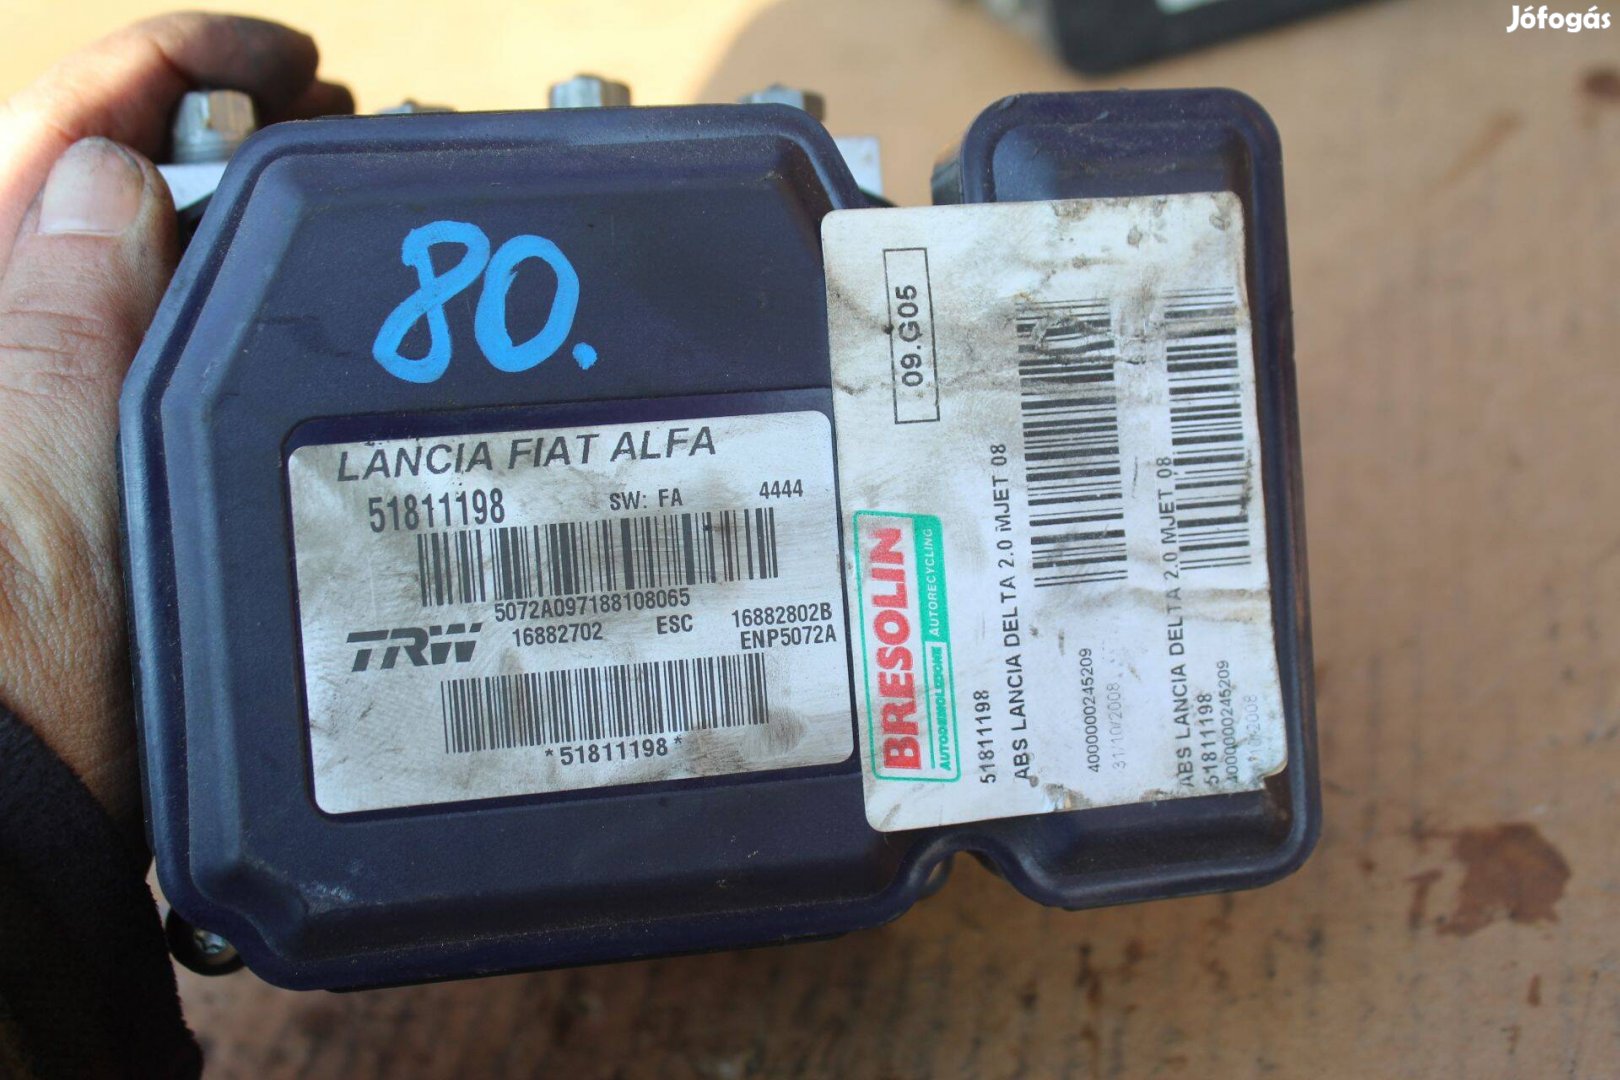 Jófogás
80.
LANCIA FIAT ALFA
51811198 SW: FA 4444
5072A097188108065
TRW 16882702 ESC 16882802B
ENP5072A
*51811198*
09.G05
BRESOLIN
AUTODEMOLIZIONE AUTORECYCLING
51811198
ABS LANCIA DELTA 2.0 MJET 08
400000245209
31/10/2008
ABS LANCIA DELTA 2.0 MJET 08
51811198
400000245209